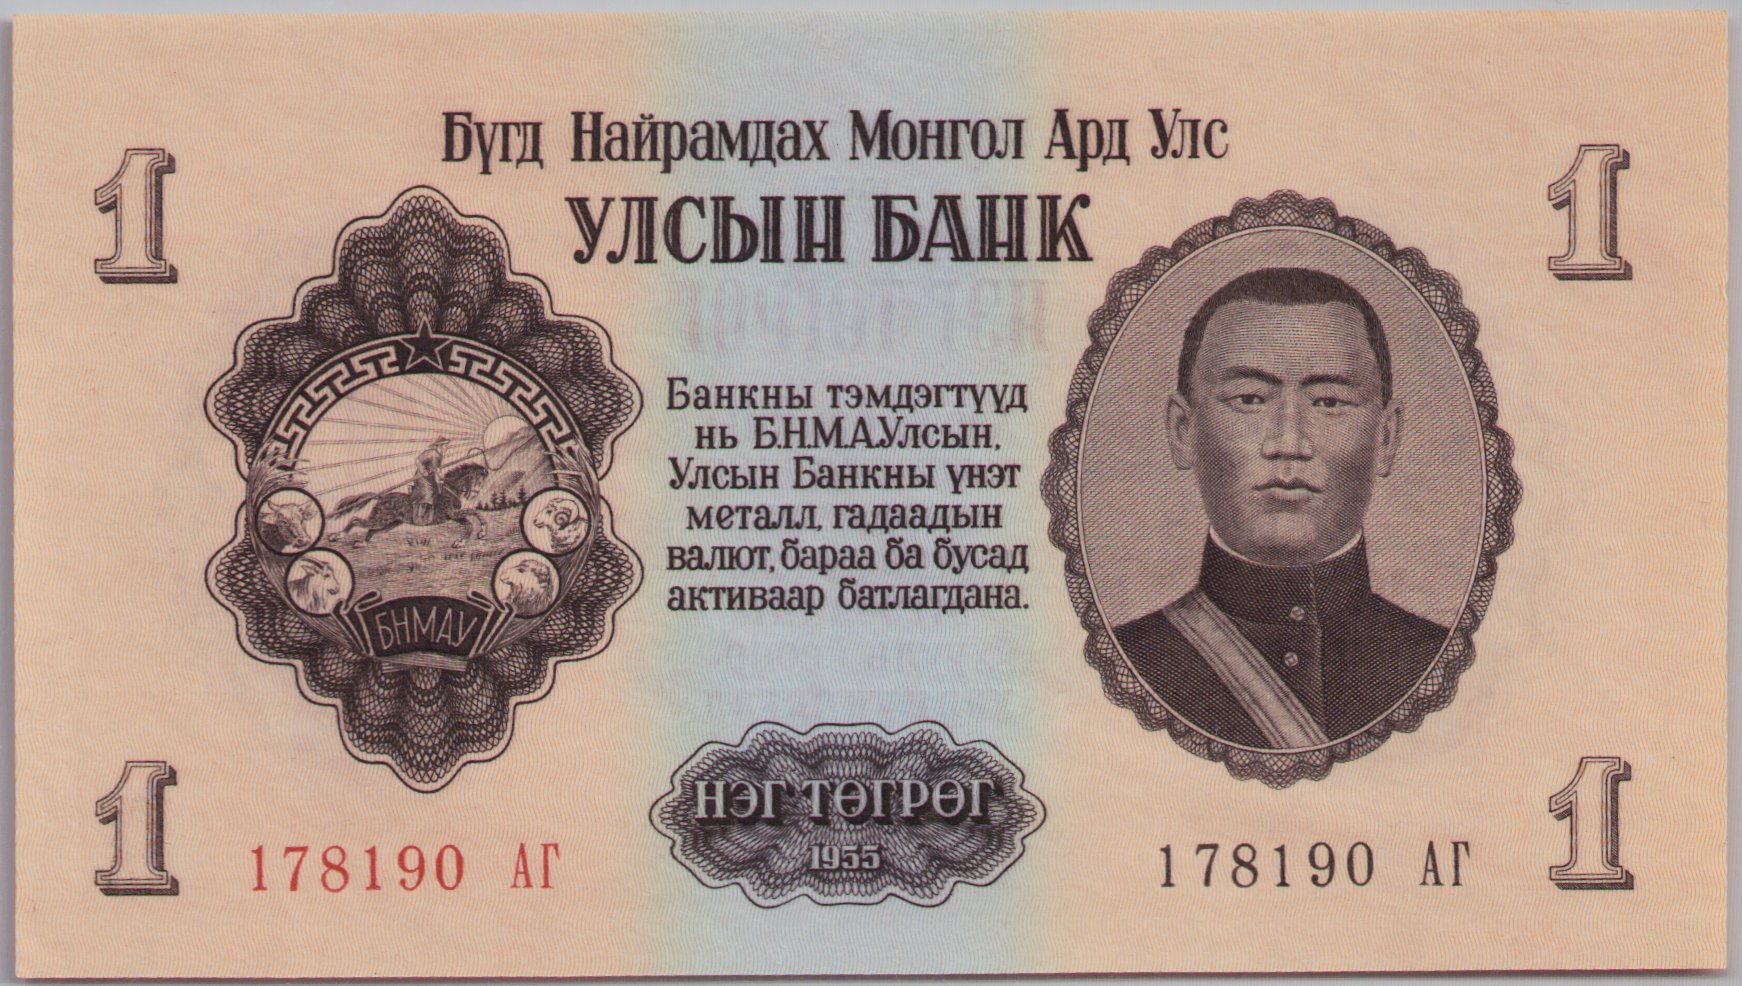 Бүгд Найрамдах Монгол Ард Улс
УЛСЫН БАНК
1
1
Банкны тэмдэгтүүд
нь Б.Н.М.А.Улсын,
Улсын Банкны үнэт
металл, гадаадын
валют, бараа ба бусад
активаар батлагдана.
БНМАУ
НЭГ ТӨГРӨГ
1955
1
178190 АГ
178190 АГ
1